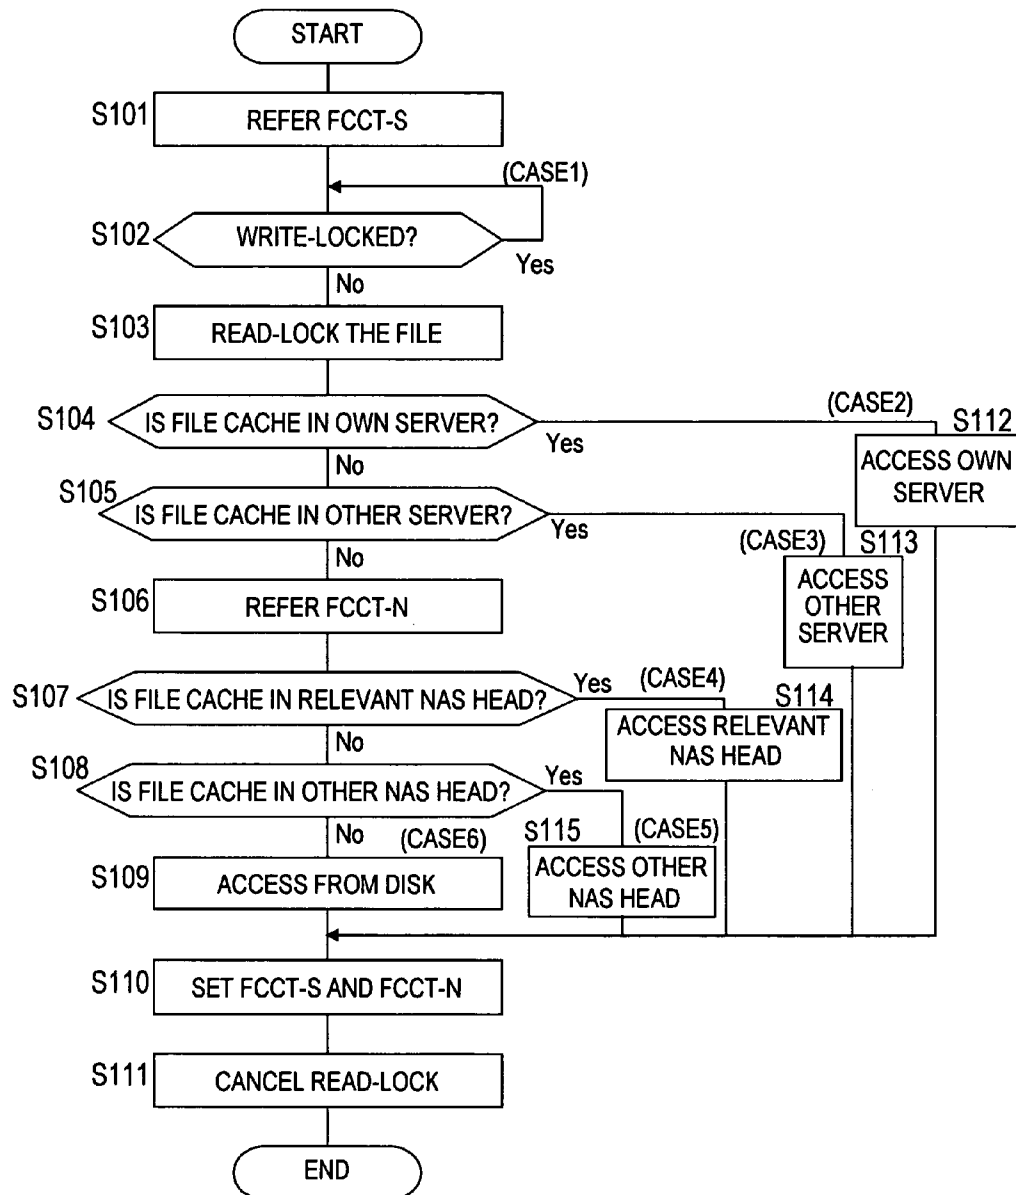 START
S101
REFER FCCT-S
(CASE1)
S102
WRITE-LOCKED?
Yes
No
S103
READ-LOCK THE FILE
S104
IS FILE CACHE IN OWN SERVER?
Yes
(CASE2)
S112
ACCESS OWN
SERVER
No
S105
IS FILE CACHE IN OTHER SERVER?
Yes
(CASE3)
S113
ACCESS
OTHER
SERVER
No
S106
REFER FCCT-N
S107
IS FILE CACHE IN RELEVANT NAS HEAD?
Yes
(CASE4)
S114
ACCESS RELEVANT
NAS HEAD
No
S108
IS FILE CACHE IN OTHER NAS HEAD?
Yes
S115
(CASE5)
ACCESS OTHER
NAS HEAD
No
(CASE6)
S109
ACCESS FROM DISK
S110
SET FCCT-S AND FCCT-N
S111
CANCEL READ-LOCK
END